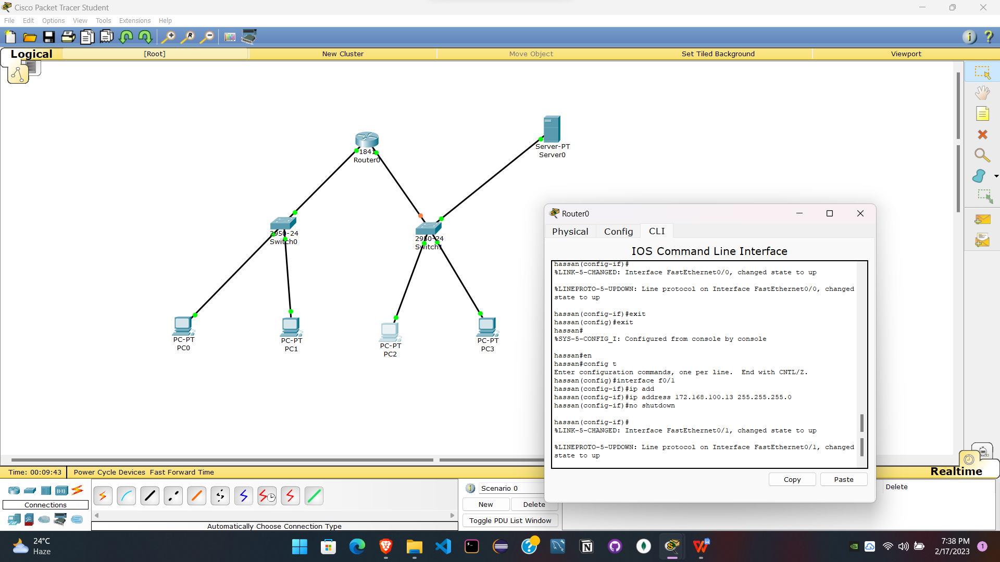 Cisco Packet Tracer Student
File Edit Options View Tools Extensions Help
Logical [Root] New Cluster Move Object Set Tiled Background Viewport
1841
Router0
Server-PT
Server0
2950-24
Switch0
2950-24
Switch1
PC-PT
PC0
PC-PT
PC1
PC-PT
PC2
PC-PT
PC3
Router0
Physical Config CLI
IOS Command Line Interface
hassan(config-if)#
%LINK-5-CHANGED: Interface FastEthernet0/0, changed state to up
%LINEPROTO-5-UPDOWN: Line protocol on Interface FastEthernet0/0, changed
state to up
hassan(config-if)#exit
hassan(config)#exit
hassan#
%SYS-5-CONFIG_I: Configured from console by console
hassan#en
hassan#config t
Enter configuration commands, one per line.  End with CNTL/Z.
hassan(config)#interface f0/1
hassan(config-if)#ip add
hassan(config-if)#ip address 172.168.100.13 255.255.255.0
hassan(config-if)#no shutdown
hassan(config-if)#
%LINK-5-CHANGED: Interface FastEthernet0/1, changed state to up
%LINEPROTO-5-UPDOWN: Line protocol on Interface FastEthernet0/1, changed
state to up
Copy Paste
Time: 00:09:43 Power Cycle Devices Fast Forward Time
Realtime
Connections
Automatically Choose Connection Type
Scenario 0
New Delete
Toggle PDU List Window
Delete
24°C
Haze
7:38 PM
2/17/2023
1